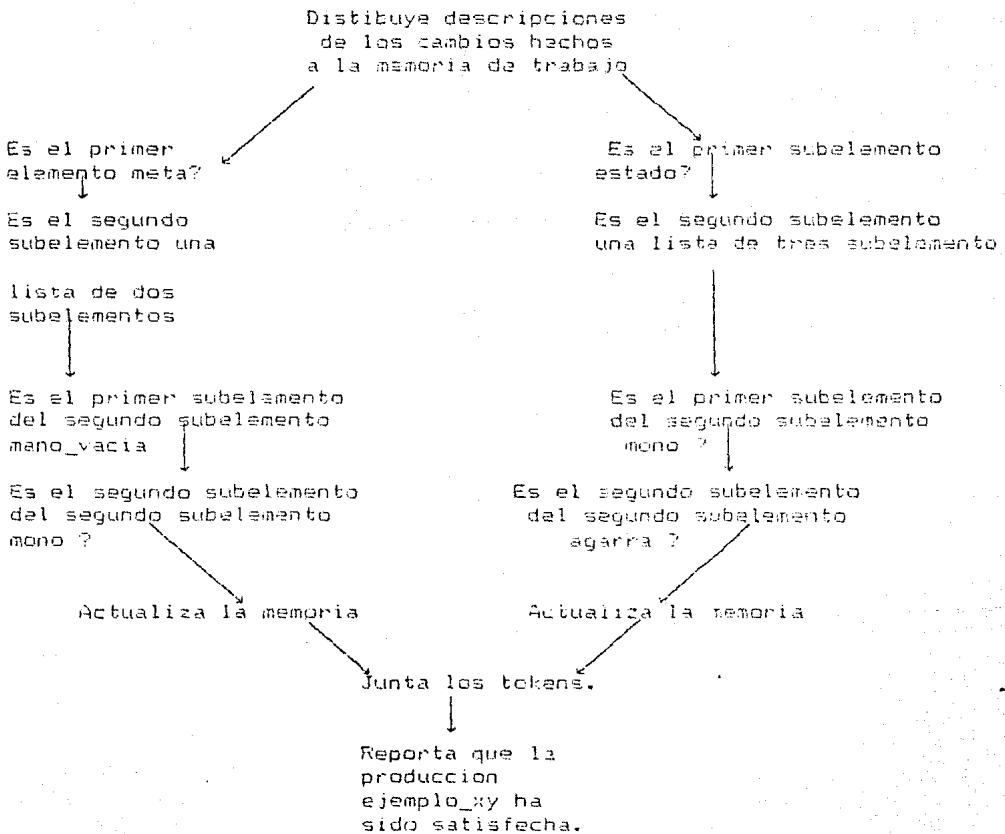 Distibuye descripciones
de los cambios hechos
a la memoria de trabajo
Es el primer
elemento meta?
Es el segundo
subelemento una
lista de dos
subelementos
Es el primer subelemento
del segundo subelemento
mano_vacia
Es el segundo subelemento
del segundo subelemento
mono ?
Actualiza la memoria
Es el primer subelemento
estado?
Es el segundo subelemento
una lista de tres subelemento
Es el primer subelemento
del segundo subelemento
mono ?
Es el segundo subelemento
del segundo subelemento
agarra ?
Actualiza la memoria
Junta los tokens.
Reporta que la
produccion
ejemplo_xy ha
sido satisfecha.